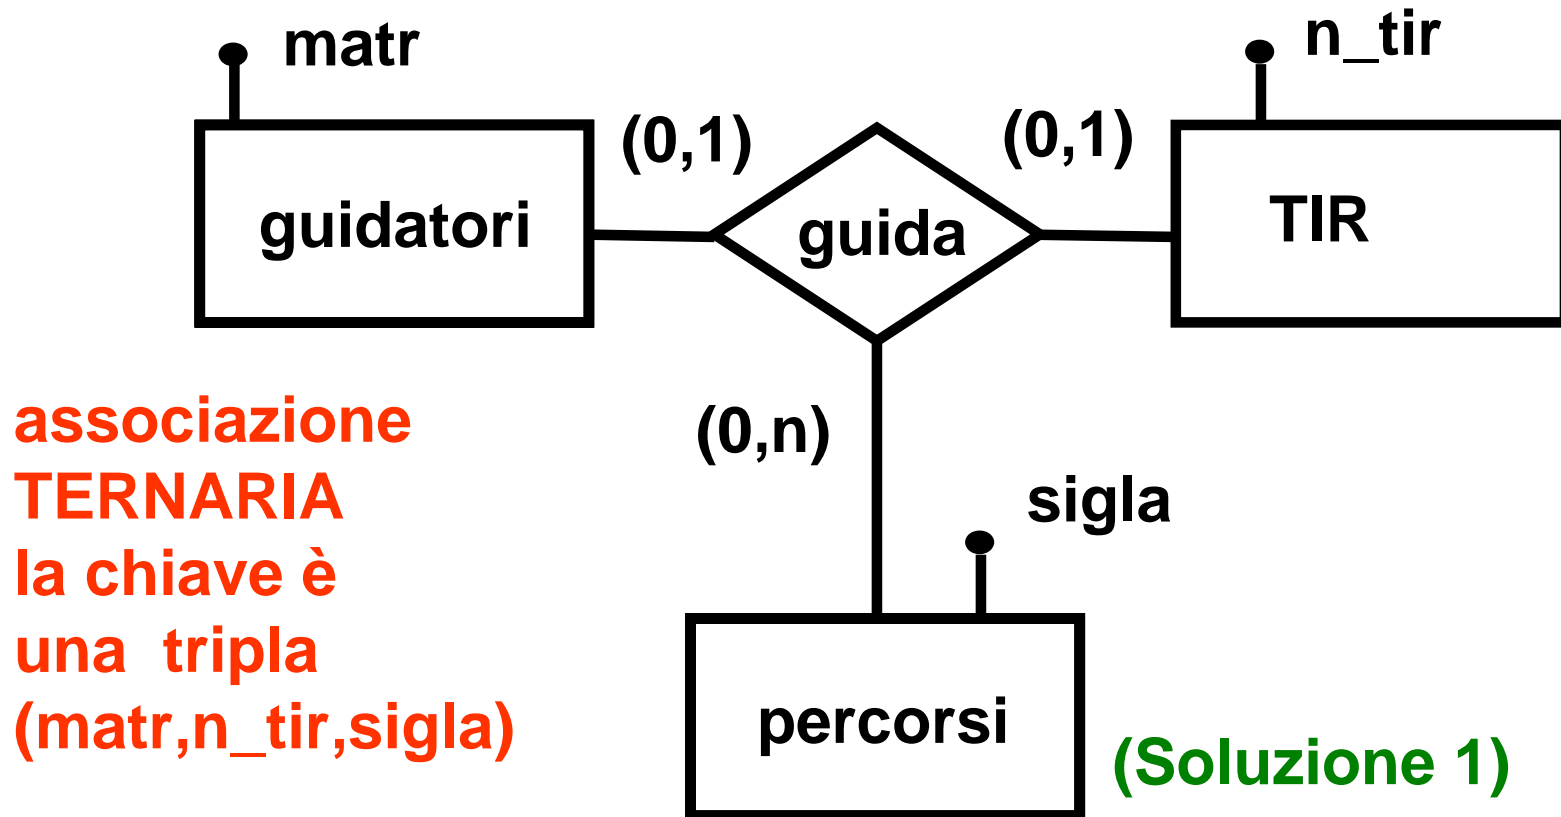 matr
n_tir
(0,1)
(0,1)
guidatori
guida
TIR
associazione
TERNARIA
la chiave è
una  tripla
(matr,n_tir,sigla)
(0,n)
sigla
percorsi
(Soluzione 1)